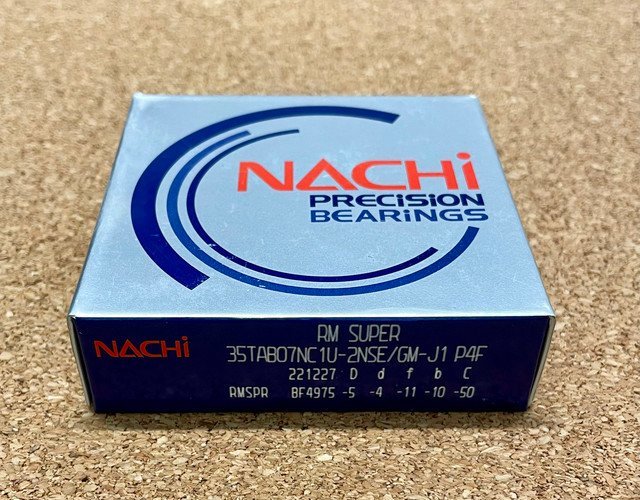 NACHi
PRECiSiON
BEARiNGS
NACHi
RM SUPER
35TAB07NC1U-2NSE/GM-J1 P4F
221227 D d f b C
RMSPR BF4975 -5 -4 -11 -10 -50